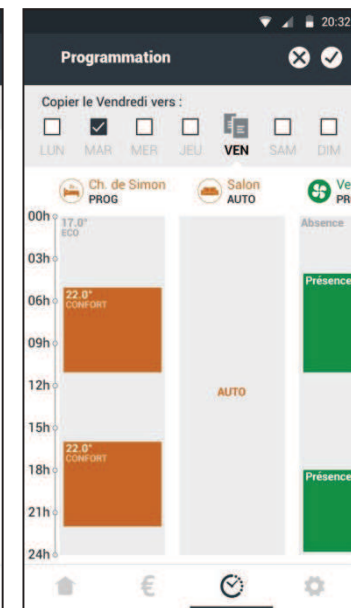 20:32
Programmation
Copier le Vendredi vers :
LUN MAR MER JEU VEN SAM DIM
Ch. de Simon
PROG
Salon
AUTO
Ve
PR
00h
17.0°
ECO
Absence
03h
Présence
06h
22.0°
CONFORT
09h
12h
AUTO
15h
22.0°
CONFORT
18h
Présence
21h
24h
€